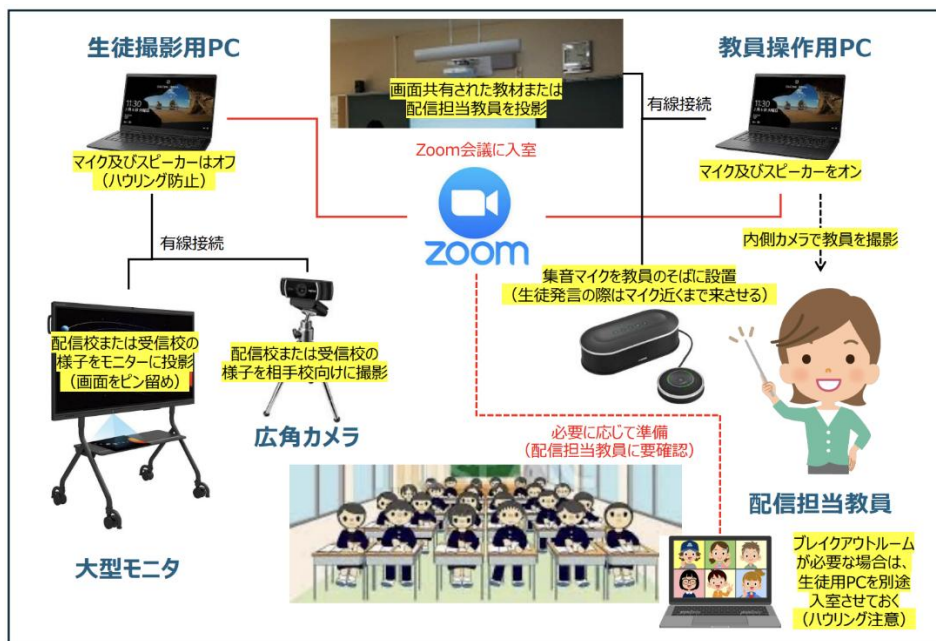 生徒撮影用PC
マイク及びスピーカーはオフ
(ハウリング防止)
有線接続
画面共有された教材または
配信担当教員を投影
Zoom会議に入室
zoom
教員操作用PC
有線接続
マイク及びスピーカーをオン
内側カメラで教員を撮影
集音マイクを教員のそばに設置
(生徒発言の際はマイク近くまで来させる)
配信校または受信校の
様子をモニターに投影
(画面をピン留め)
大型モニタ
配信校または受信校の
様子を相手校向けに撮影
広角カメラ
必要に応じて準備
(配信担当教員に要確認)
配信担当教員
ブレイクアウトルーム
が必要な場合は、
生徒用PCを別途
入室させておく
(ハウリング注意)
11:30
11:30